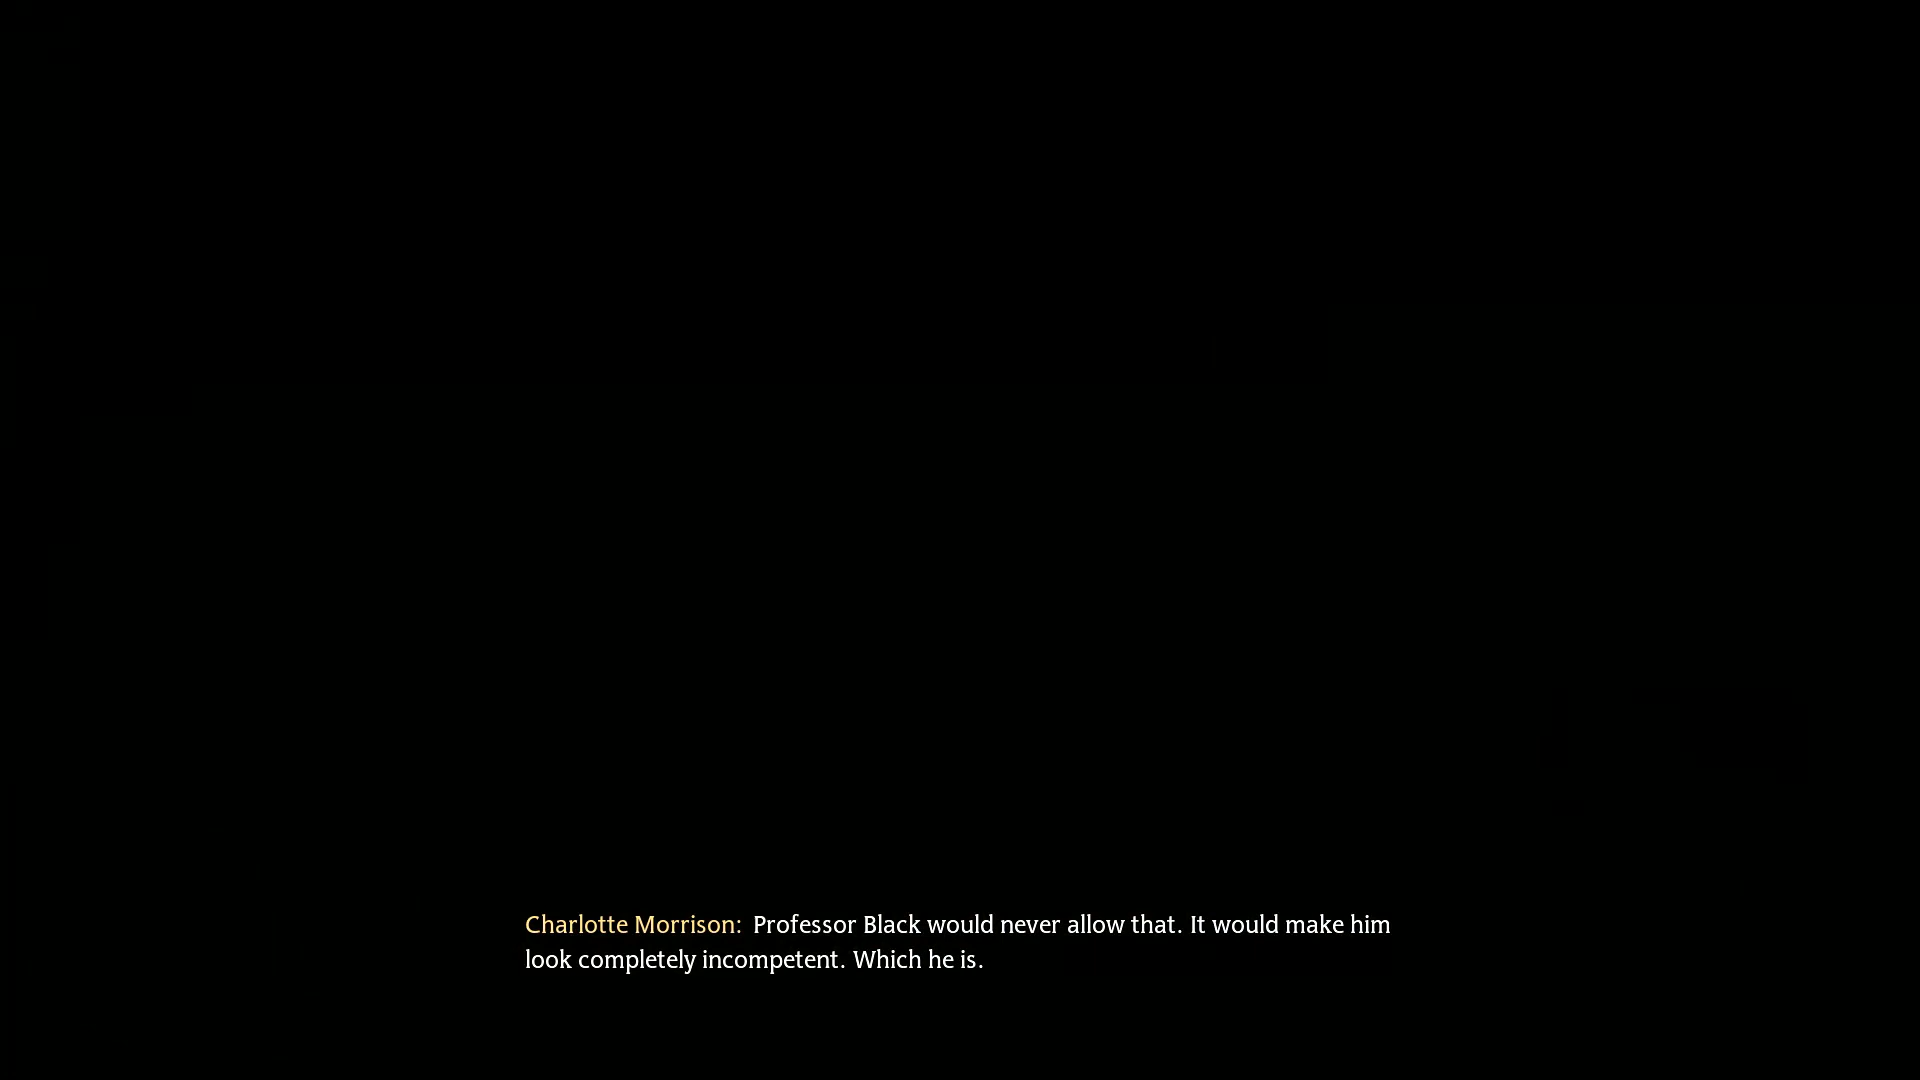 Charlotte Morrison: Professor Black would never allow that. It would make him
look completely incompetent. Which he is.